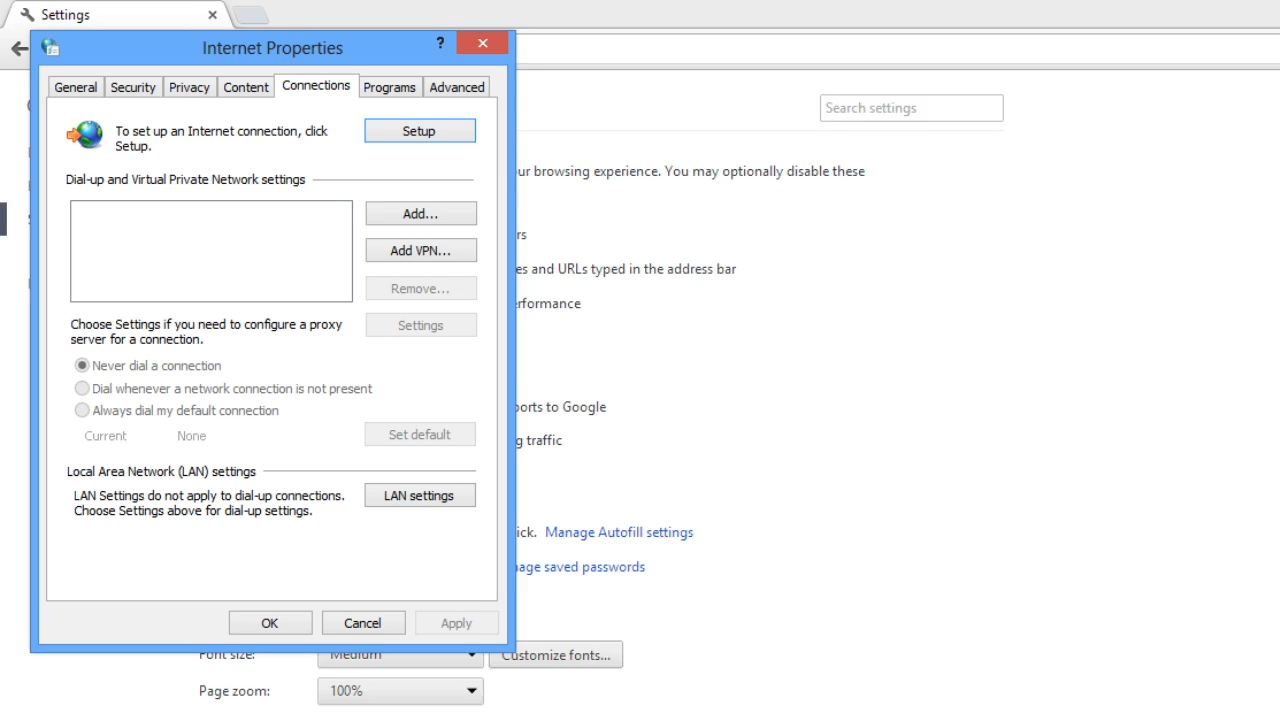 Settings
Internet Properties
?
General
Security
Privacy
Content
Connections
Programs
Advanced
To set up an Internet connection, click
Setup.
Setup
Dial-up and Virtual Private Network settings
Add...
Add VPN...
Remove...
Choose Settings if you need to configure a proxy
server for a connection.
Settings
Never dial a connection
Dial whenever a network connection is not present
Always dial my default connection
Current
None
Set default
Local Area Network (LAN) settings
LAN Settings do not apply to dial-up connections.
Choose Settings above for dial-up settings.
LAN settings
OK
Cancel
Apply
Search settings
ur browsing experience. You may optionally disable these
rs
es and URLs typed in the address bar
rformance
ports to Google
g traffic
ick. Manage Autofill settings
nage saved passwords
Font size:
Medium
Customize fonts...
Page zoom:
100%